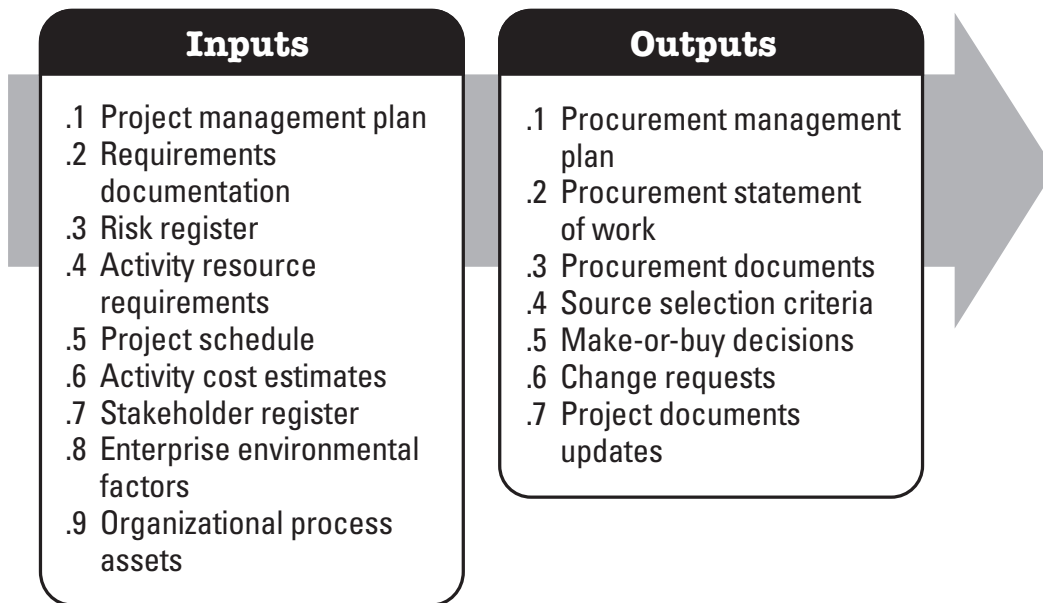 Inputs
.1 Project management plan
.2 Requirements
documentation
.3 Risk register
.4 Activity resource
requirements
.5 Project schedule
.6 Activity cost estimates
.7 Stakeholder register
.8 Enterprise environmental
factors
.9 Organizational process
assets
Outputs
.1 Procurement management
plan
.2 Procurement statement
of work
.3 Procurement documents
.4 Source selection criteria
.5 Make-or-buy decisions
.6 Change requests
.7 Project documents
updates